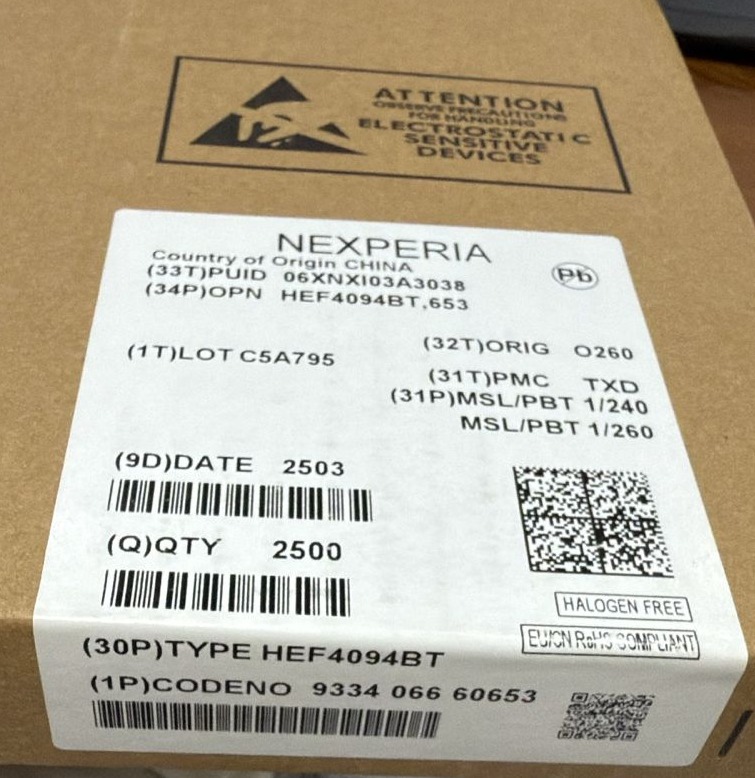 ATTENTION
OBSERVE PRECAUTIONS
FOR HANDLING
ELECTROSTATIC
SENSITIVE
DEVICES
NEXPERIA
Country of Origin CHINA
(33T)PUID 06XNXI03A3038
(34P)OPN HEF4094BT,653
Pb
(32T)ORIG O260
(1T)LOT C5A795
(31T)PMC TXD
(31P)MSL/PBT 1/240
MSL/PBT 1/260
(9D)DATE 2503
(Q)QTY 2500
HALOGEN FREE
EU/CN RoHS COMPLIANT
(30P)TYPE HEF4094BT
(1P)CODENO 9334 066 60653